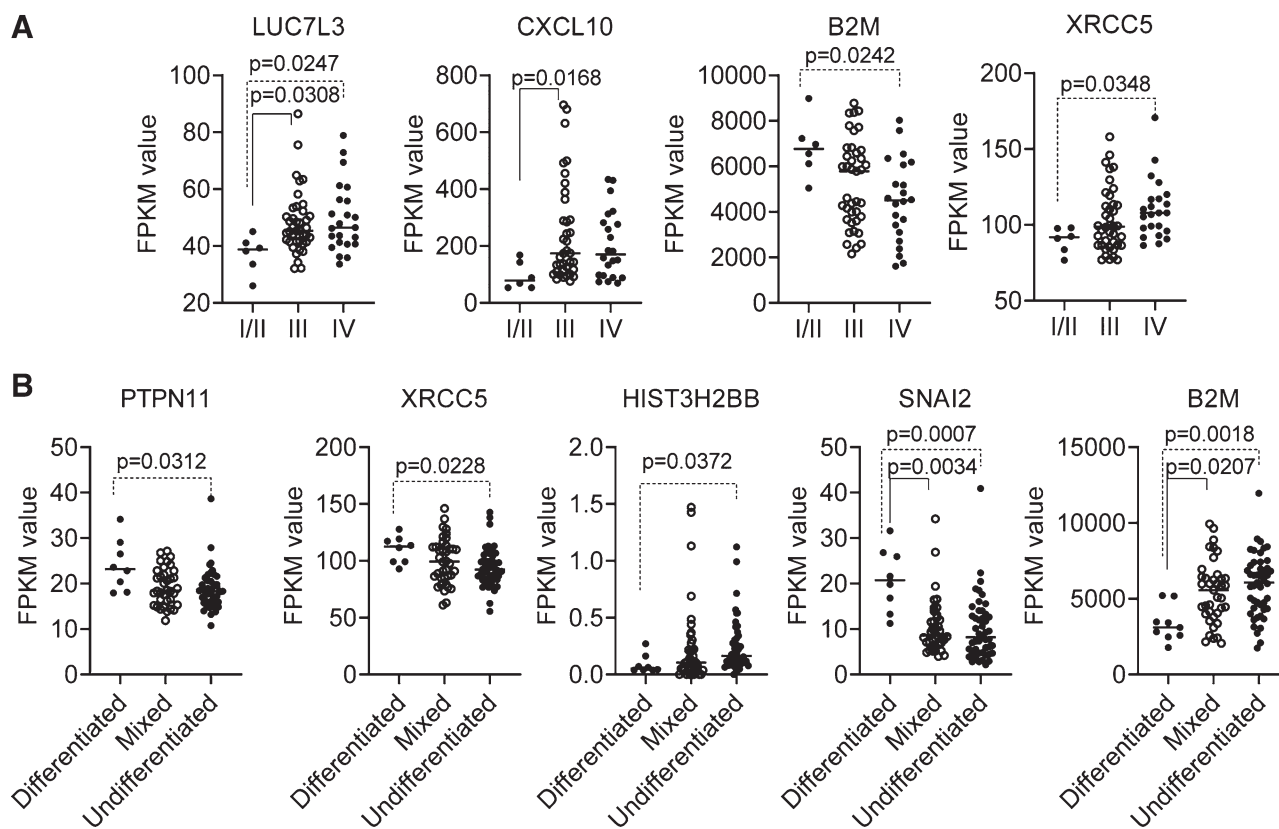 A
LUC7L3
CXCL10
B2M
XRCC5
p=0.0247
p=0.0308
p=0.0168
p=0.0242
p=0.0348
FPKM value
100
80
60
40
20
I/II
III
IV
FPKM value
800
600
400
200
0
I/II
III
IV
FPKM value
10000
8000
6000
4000
2000
0
I/II
III
IV
FPKM value
200
150
100
50
I/II
III
IV
B
PTPN11
XRCC5
HIST3H2BB
SNAI2
B2M
p=0.0312
p=0.0228
p=0.0372
p=0.0007
p=0.0034
p=0.0018
p=0.0207
FPKM value
50
40
30
20
10
0
Differentiated
Mixed
Undifferentiated
FPKM value
200
150
100
50
0
Differentiated
Mixed
Undifferentiated
FPKM value
2.0
1.5
1.0
0.5
0.0
Differentiated
Mixed
Undifferentiated
FPKM value
50
40
30
20
10
0
Differentiated
Mixed
Undifferentiated
FPKM value
15000
10000
5000
0
Differentiated
Mixed
Undifferentiated